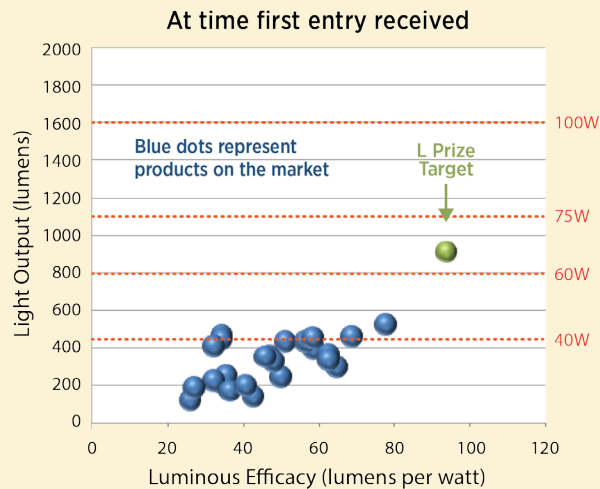 At time first entry received
Light Output (lumens)
2000
1800
1600
1400
1200
1000
800
600
400
200
0
Blue dots represent
products on the market
L Prize
Target
100W
75W
60W
40W
0 20 40 60 80 100 120
Luminous Efficacy (lumens per watt)